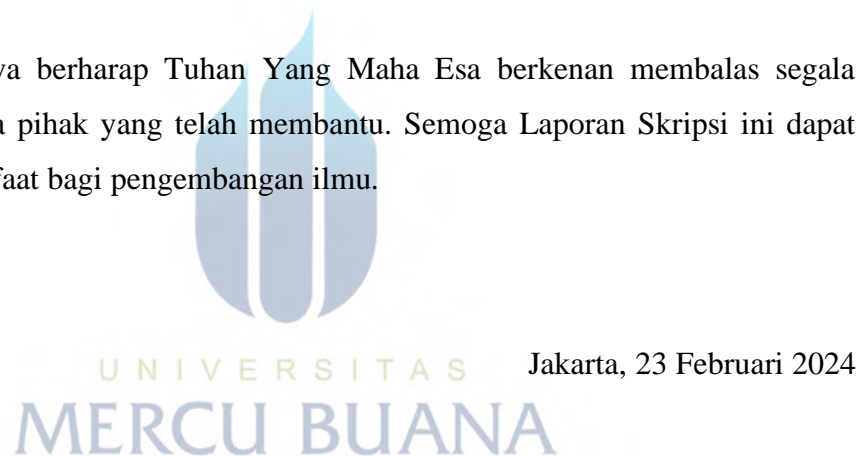 ya berharap Tuhan Yang Maha Esa berkenan membalas segala
a pihak yang telah membantu. Semoga Laporan Skripsi ini dapat
faat bagi pengembangan ilmu.
Jakarta, 23 Februari 2024
UNIVERSITAS
MERCU BUANA